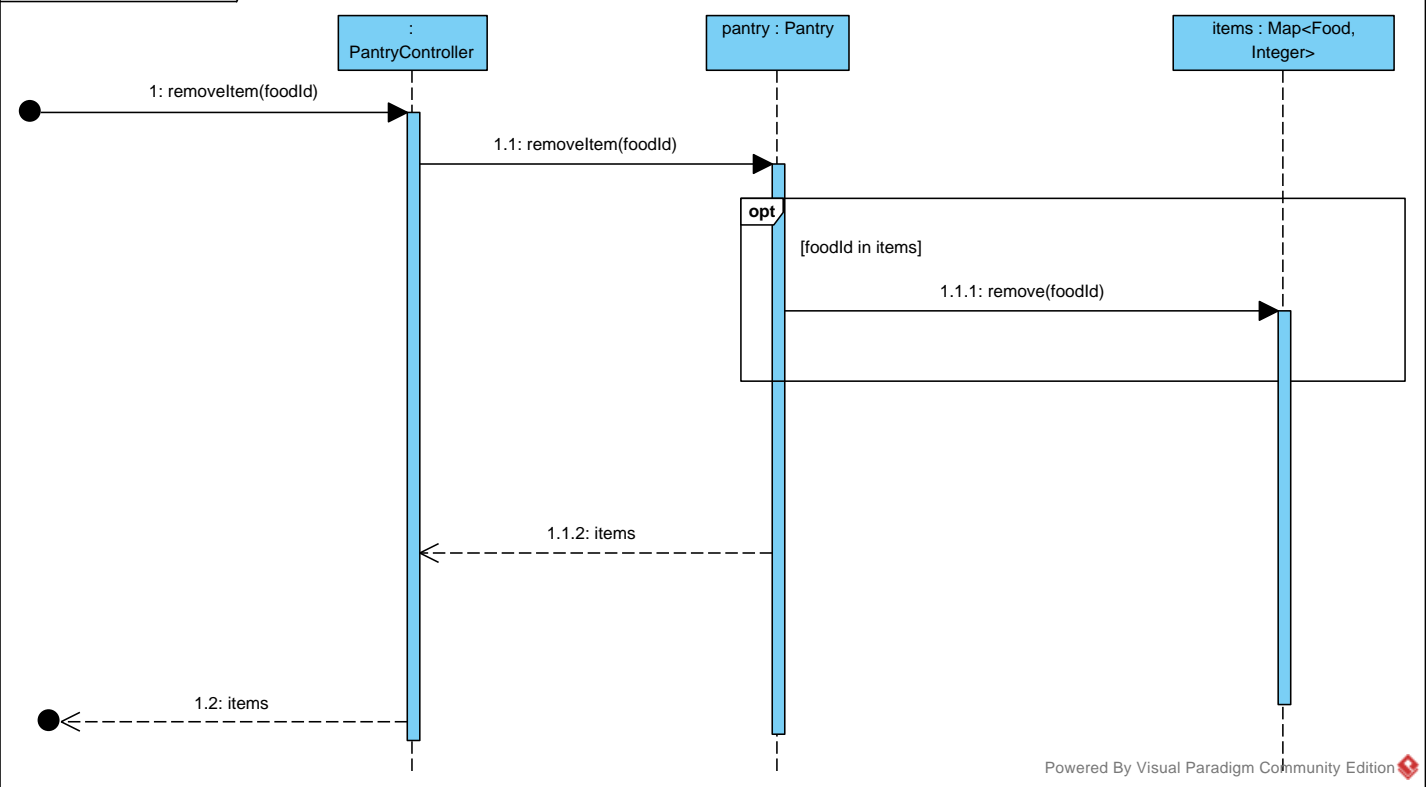 :
PantryController
pantry : Pantry
items : Map<Food,
Integer>
1: removeItem(foodId)
1.1: removeItem(foodId)
opt
[foodId in items]
1.1.1: remove(foodId)
1.1.2: items
1.2: items
Powered By Visual Paradigm Community Edition